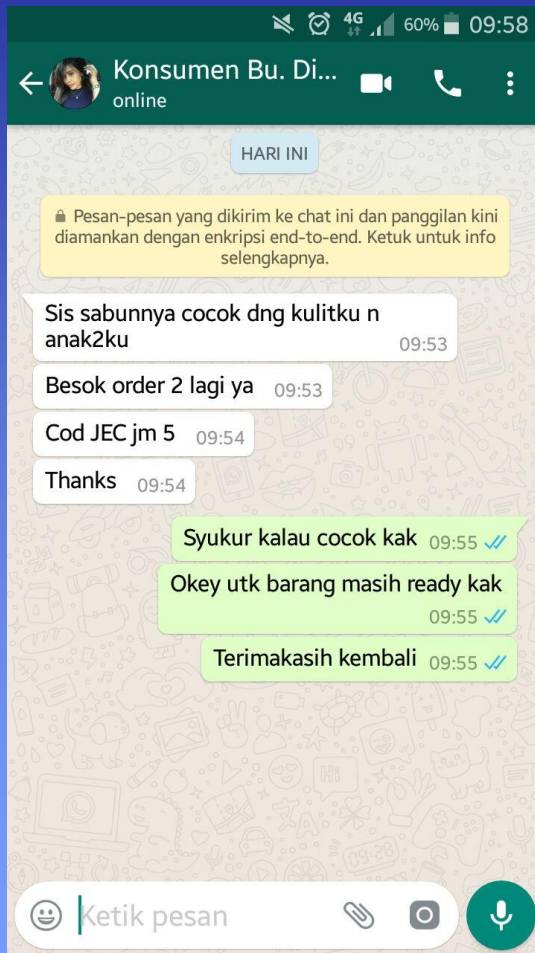 4G 60% 09:58
Konsumen Bu. Di...
online
HARI INI
Pesan-pesan yang dikirim ke chat ini dan panggilan kini
diamankan dengan enkripsi end-to-end. Ketuk untuk info
selengkapnya.
Sis sabunnya cocok dng kulitku n
anak2ku 09:53
Besok order 2 lagi ya 09:53
Cod JEC jm 5 09:54
Thanks 09:54
Syukur kalau cocok kak 09:55
Okey utk barang masih ready kak
09:55
Terimakasih kembali 09:55
Ketik pesan